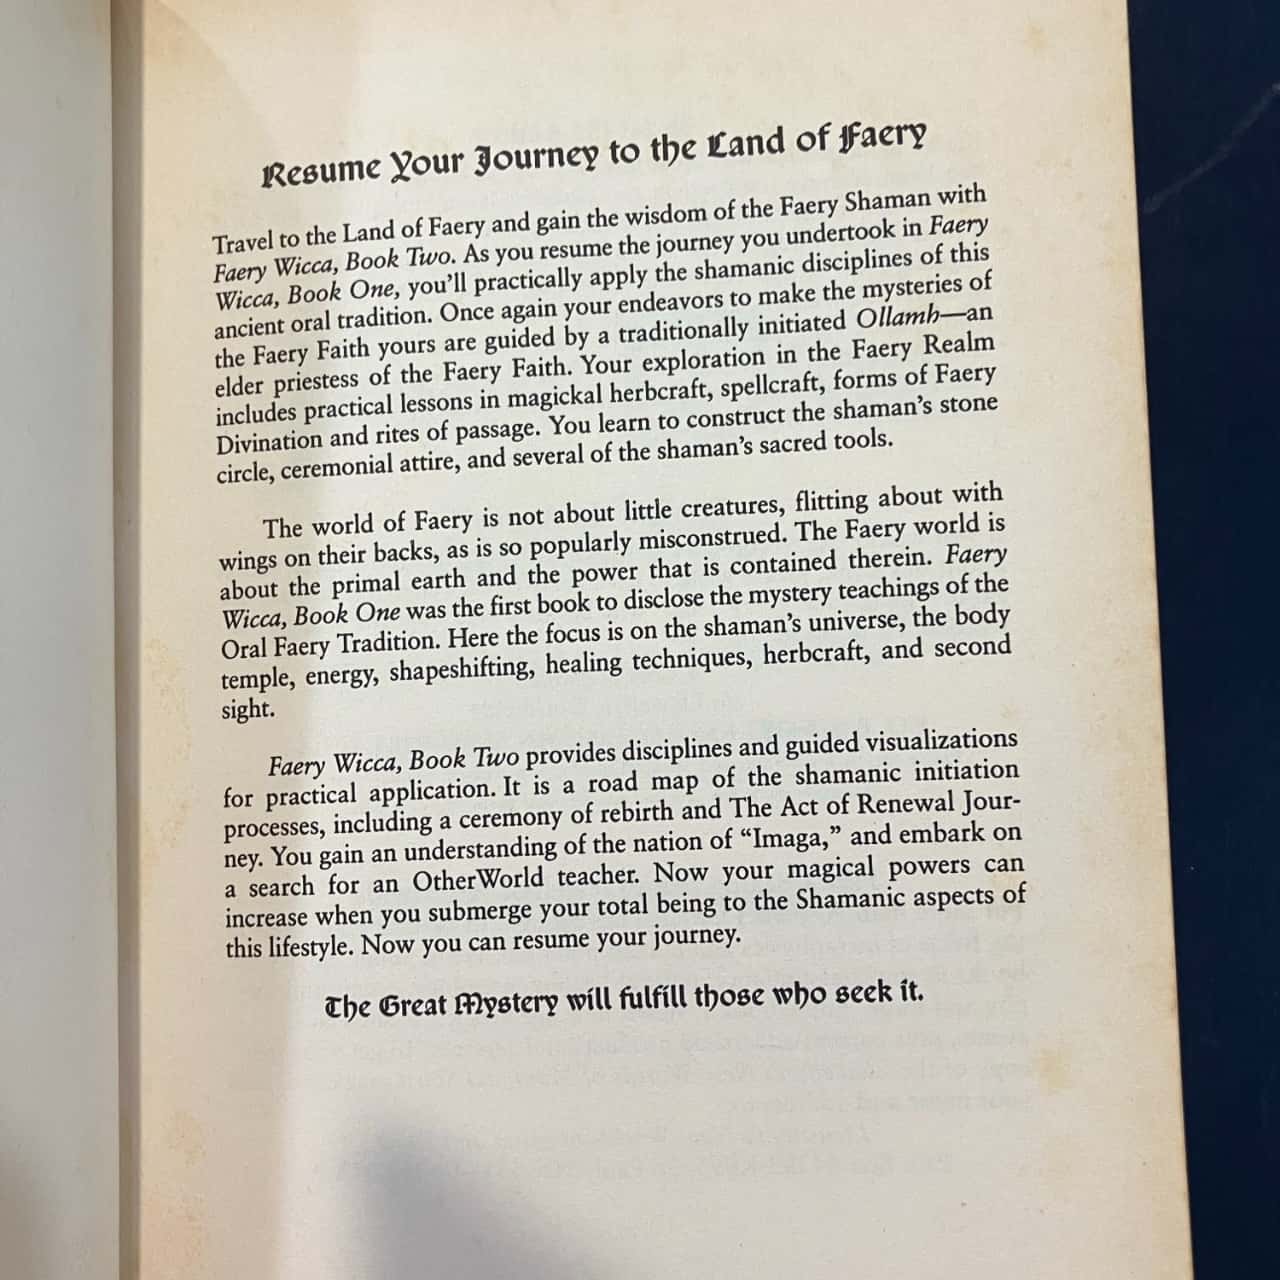 Resume Your Journey to the Land of Faery
Travel to the Land of Faery and gain the wisdom of the Faery Shaman with
Faery Wicca, Book Two. As you resume the journey you undertook in Faery
Wicca, Book One, you’ll practically apply the shamanic disciplines of this
ancient oral tradition. Once again your endeavors to make the mysteries of
the Faery Faith yours are guided by a traditionally initiated Ollamh—an
elder priestess of the Faery Faith. Your exploration in the Faery Realm
includes practical lessons in magickal herbcraft, spellcraft, forms of Faery
Divination and rites of passage. You learn to construct the shaman’s stone
circle, ceremonial attire, and several of the shaman’s sacred tools.
The world of Faery is not about little creatures, flitting about with
wings on their backs, as is so popularly misconstrued. The Faery world is
about the primal earth and the power that is contained therein. Faery
Wicca, Book One was the first book to disclose the mystery teachings of the
Oral Faery Tradition. Here the focus is on the shaman’s universe, the body
temple, energy, shapeshifting, healing techniques, herbcraft, and second
sight.
Faery Wicca, Book Two provides disciplines and guided visualizations
for practical application. It is a road map of the shamanic initiation
processes, including a ceremony of rebirth and The Act of Renewal Jour-
ney. You gain an understanding of the nation of “Imaga,” and embark on
a search for an OtherWorld teacher. Now your magical powers can
increase when you submerge your total being to the Shamanic aspects of
this lifestyle. Now you can resume your journey.
The Great Mystery will fulfill those who seek it.